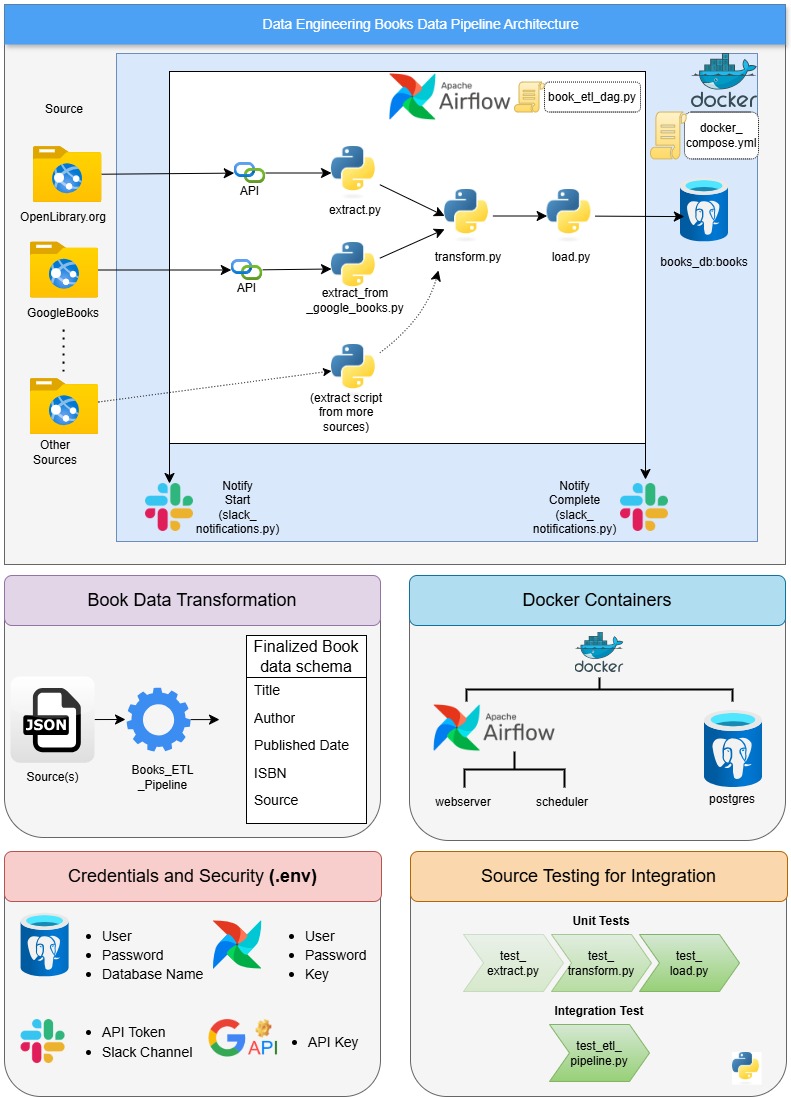 Data Engineering Books Data Pipeline Architecture
Source
Apache
Airflow
book_etl_dag.py
docker
docker_
compose.yml
OpenLibrary.org
API
extract.py
GoogleBooks
API
extract_from
_google_books.py
transform.py
load.py
books_db:books
Other
Sources
(extract script
from more
sources)
Notify
Start
(slack_
notifications.py)
Notify
Complete
(slack_
notifications.py)
Book Data Transformation
JSON
Source(s)
Books_ETL
_Pipeline
Finalized Book
data schema
Title
Author
Published Date
ISBN
Source
Docker Containers
docker
Apache
Airflow
webserver
scheduler
postgres
Credentials and Security (.env)
• User
• Password
• Database Name
• User
• Password
• Key
• API Token
• Slack Channel
G
API
• API Key
Source Testing for Integration
Unit Tests
test_
extract.py
test_
transform.py
test_
load.py
Integration Test
test_etl_
pipeline.py